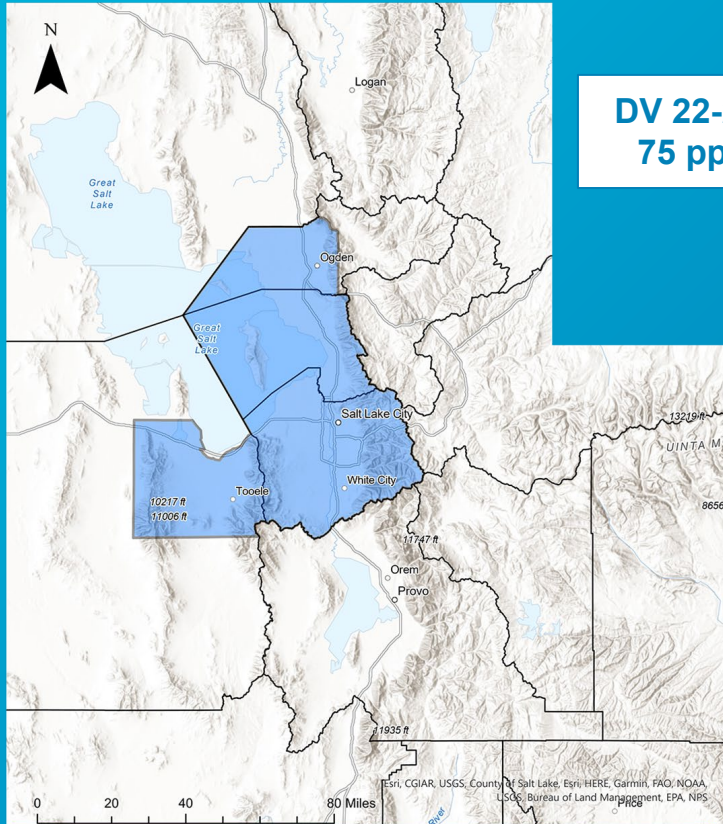 N
Logan
DV 22-
75 pp
Great
Salt
Lake
Ogden
Great
Salt
Lake
Salt Lake City
13219 ft
UINTA M
White City
Tooele
10217 ft
11006 ft
8656
11747 ft
Orem
Provo
11935 ft
Esri, CGIAR, USGS, County of Salt Lake, Esri, HERE, Garmin, FAO, NOAA,
USGS, Bureau of Land Management, EPA, NPS
Price
River
0 20 40 80 Miles